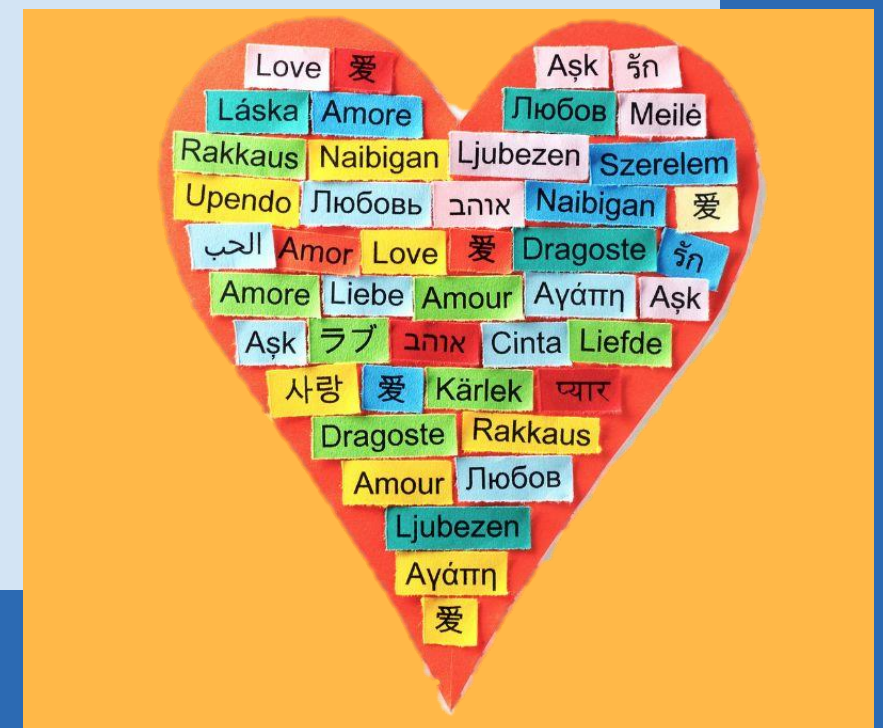 Love 爱 Aşk รัก
Láska Amore Любов Meilė
Rakkaus Naibigan Ljubezen Szerelem
Upendo Любовь אוהב Naibigan 爱
الحب Amor Love 爱 Dragoste รัก
Amore Liebe Amour Αγάπη Aşk
Aşk ラブ אוהב Cinta Liefde
사랑 爱 Kärlek प्यार
Dragoste Rakkaus
Amour Любов
Ljubezen
Αγάπη
爱